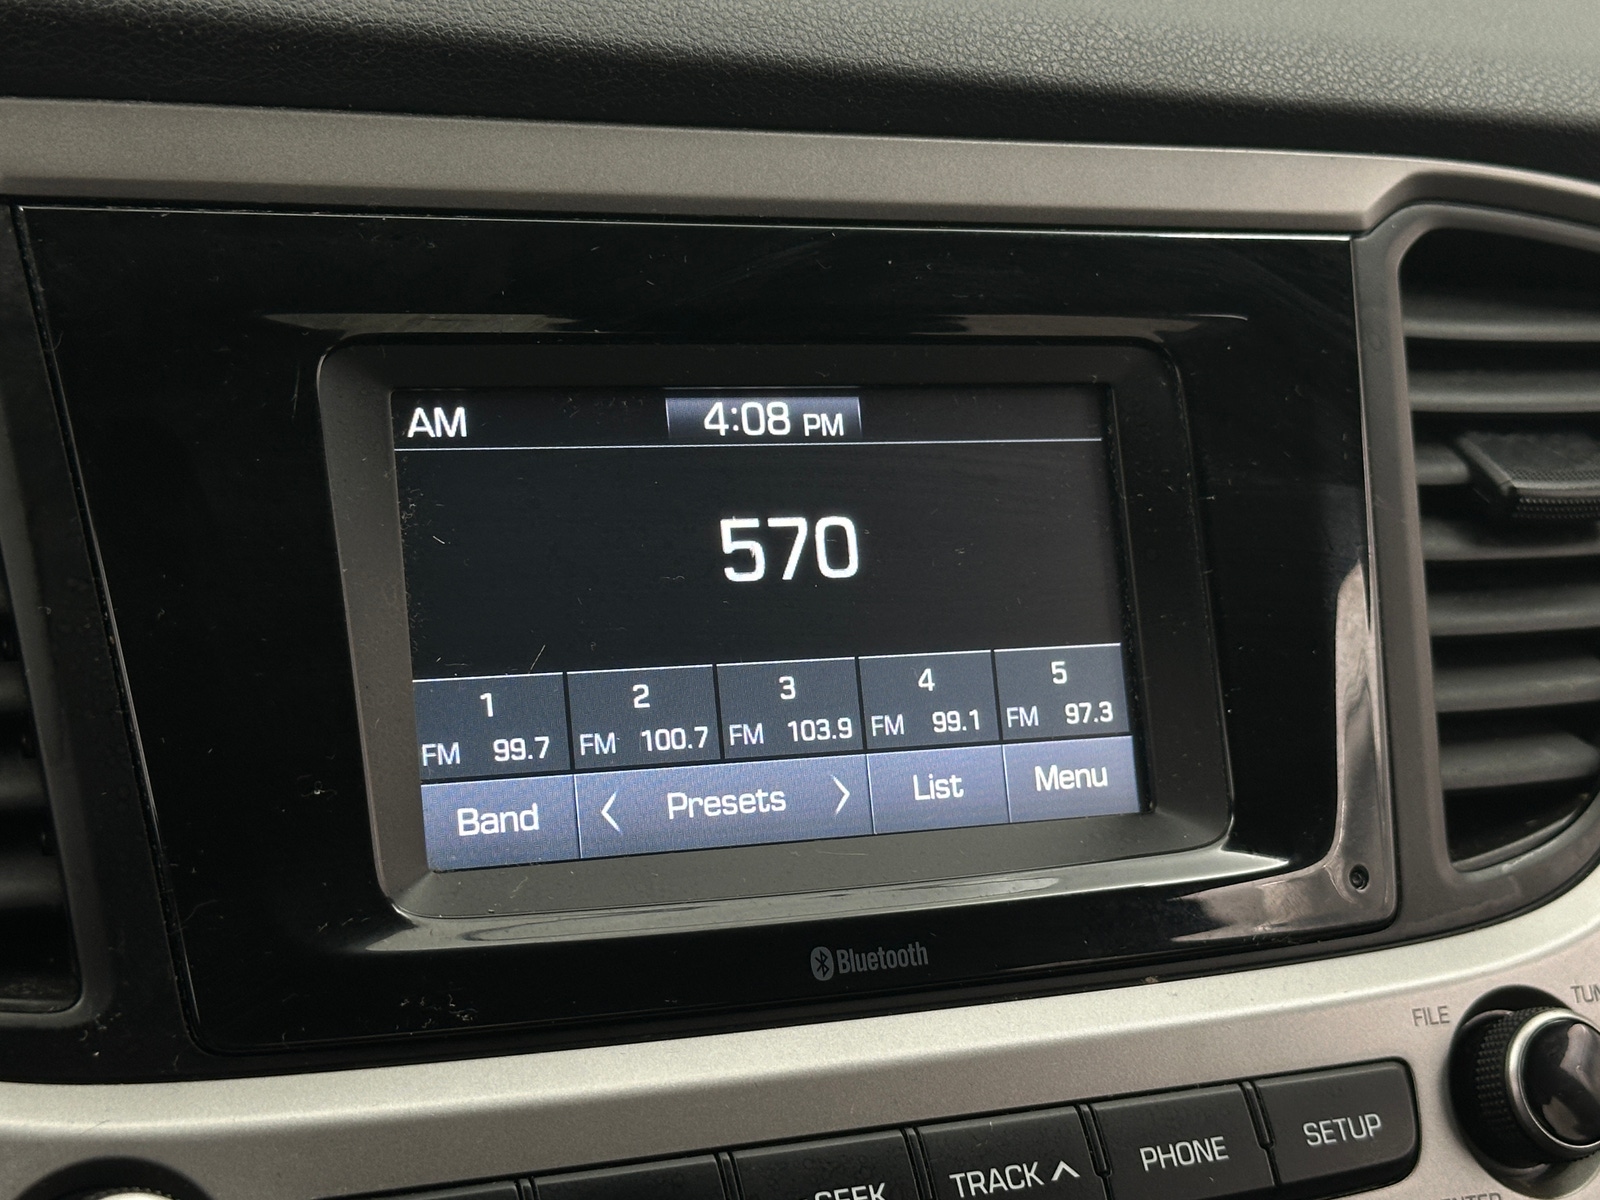 AM 4:08 PM
570
1 2 3 4 5
FM 99.7 FM 100.7 FM 103.9 FM 99.1 FM 97.3
Band < Presets > List Menu
Bluetooth
FILE
SEEK TRACK PHONE SETUP